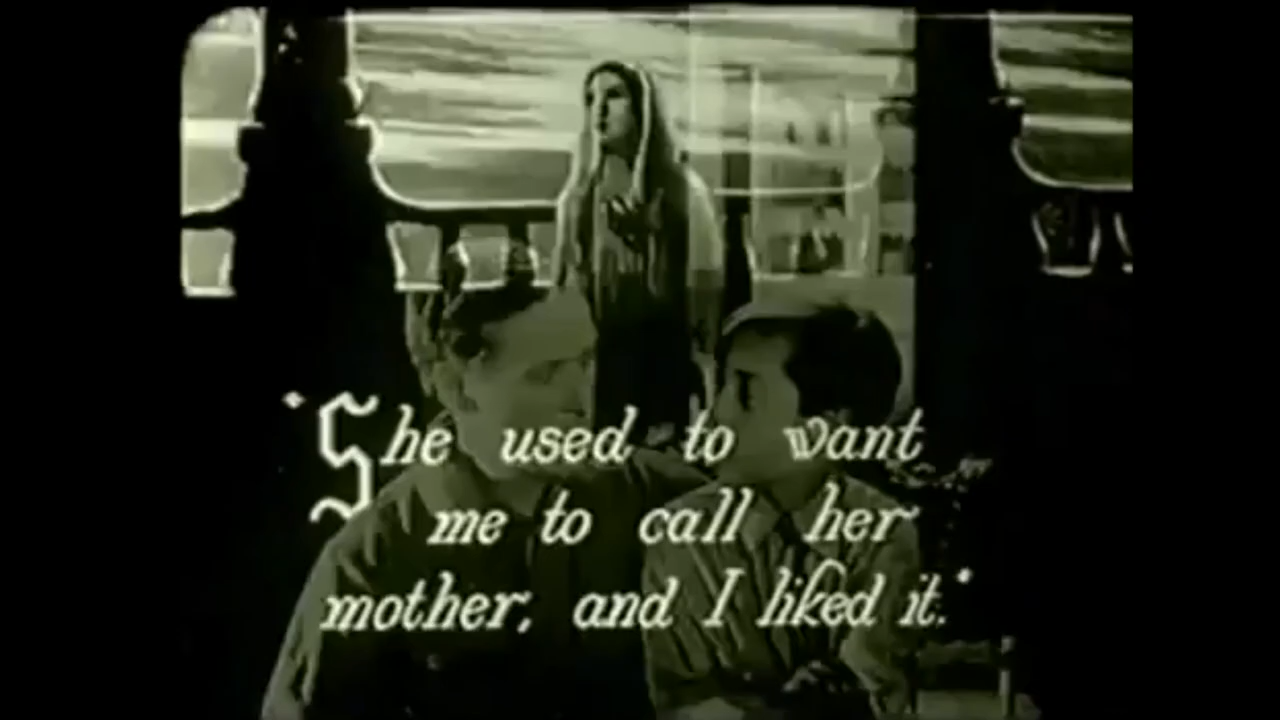 "She used to want
me to call her
mother, and I liked it."